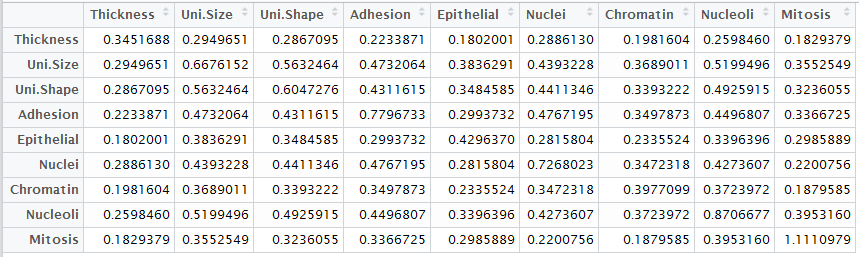 Thickness Uni.Size Uni.Shape Adhesion Epithelial Nuclei Chromatin Nucleoli Mitosis
Thickness 0.3451688 0.2949651 0.2867095 0.2233871 0.1802001 0.2886130 0.1981604 0.2598460 0.1829379
Uni.Size 0.2949651 0.6676152 0.5632464 0.4732064 0.3836291 0.4393228 0.3689011 0.5199496 0.3552549
Uni.Shape 0.2867095 0.5632464 0.6047276 0.4311615 0.3484585 0.4411346 0.3393222 0.4925915 0.3236055
Adhesion 0.2233871 0.4732064 0.4311615 0.7796733 0.2993732 0.4767195 0.3497873 0.4496807 0.3366725
Epithelial 0.1802001 0.3836291 0.3484585 0.2993732 0.4296370 0.2815804 0.2335524 0.3396396 0.2985889
Nuclei 0.2886130 0.4393228 0.4411346 0.4767195 0.2815804 0.7268023 0.3472318 0.4273607 0.2200756
Chromatin 0.1981604 0.3689011 0.3393222 0.3497873 0.2335524 0.3472318 0.3977099 0.3723972 0.1879585
Nucleoli 0.2598460 0.5199496 0.4925915 0.4496807 0.3396396 0.4273607 0.3723972 0.8706677 0.3953160
Mitosis 0.1829379 0.3552549 0.3236055 0.3366725 0.2985889 0.2200756 0.1879585 0.3953160 1.1110979